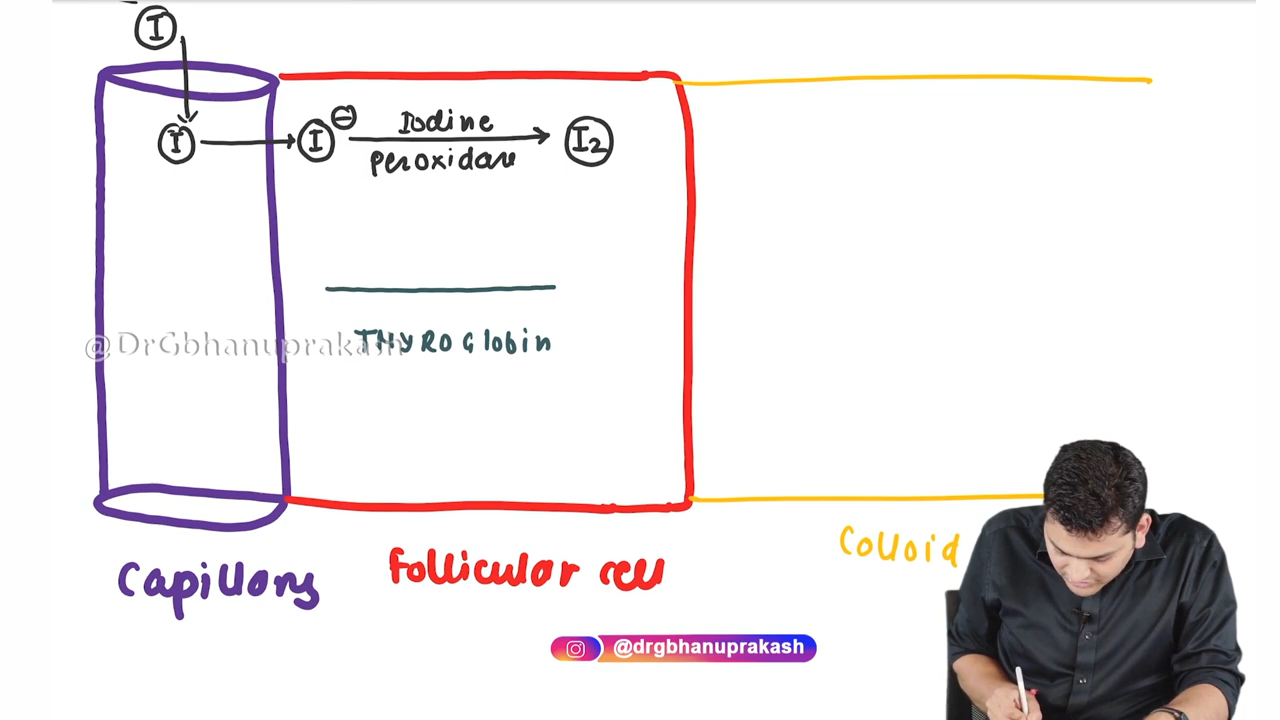 I
I
I
⊖
Iodine
peroxidase
I2
THYROGlobin
@DrGbhanuprakash
Colloid
Follicular cell
Capillary
@drgbhanuprakash